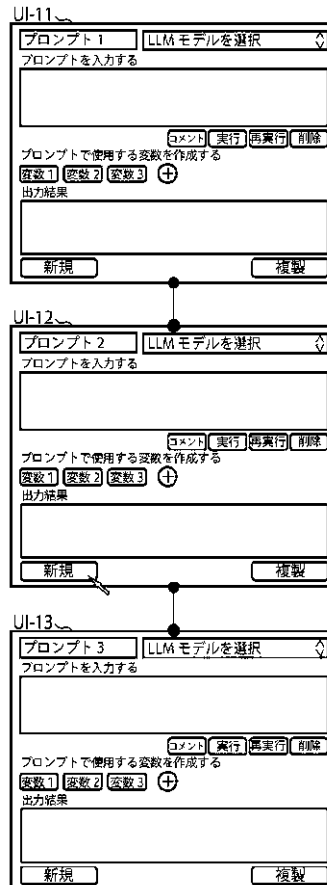 UI-11
プロンプト 1 LLM モデルを選択
プロンプトを入力する
コメント 実行 再実行 削除
プロンプトで使用する変数を作成する
変数 1 変数 2 変数 3
出力結果
新規 複製
UI-12
プロンプト 2 LLM モデルを選択
プロンプトを入力する
コメント 実行 再実行 削除
プロンプトで使用する変数を作成する
変数 1 変数 2 変数 3
出力結果
新規 複製
UI-13
プロンプト 3 LLM モデルを選択
プロンプトを入力する
コメント 実行 再実行 削除
プロンプトで使用する変数を作成する
変数 1 変数 2 変数 3
出力結果
新規 複製